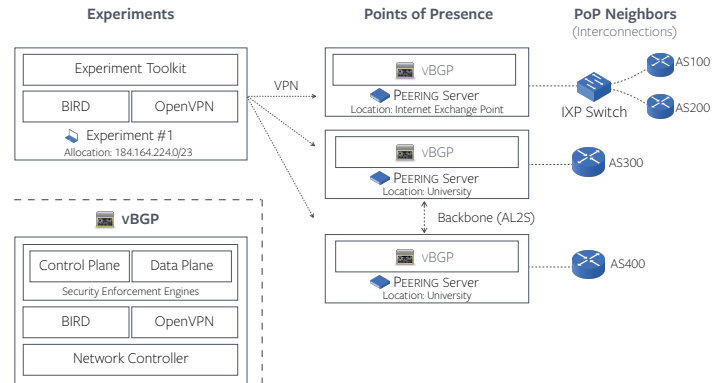 Experiments
Experiment Toolkit
BIRD
OpenVPN
Experiment #1
Allocation: 184.164.224.0/23
VPN
Points of Presence
vBGP
PEERING Server
Location: Internet Exchange Point
vBGP
PEERING Server
Location: University
Backbone (AL2S)
vBGP
PEERING Server
Location: University
PoP Neighbors
(Interconnections)
IXP Switch
AS100
AS200
AS300
AS400
vBGP
Control Plane
Data Plane
Security Enforcement Engines
BIRD
OpenVPN
Network Controller